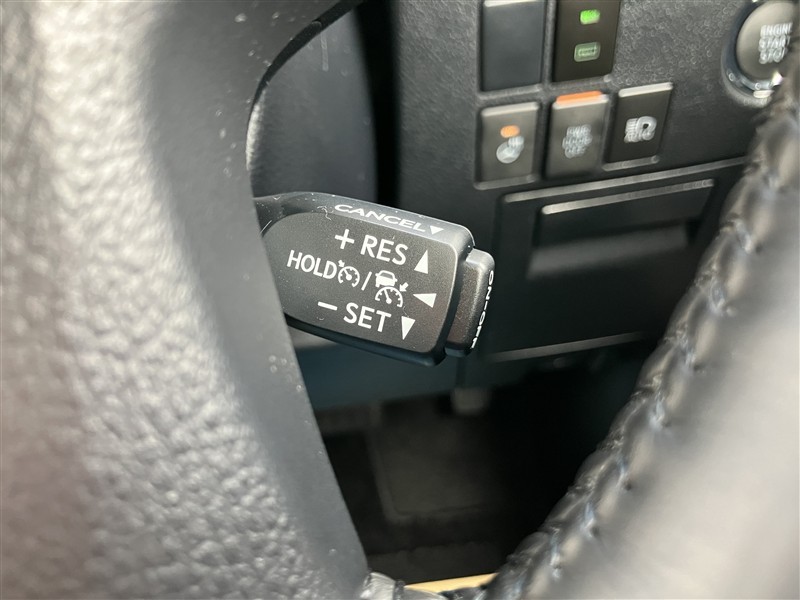 ENGINE
START
STOP
CANCEL
+ RES
HOLD /
− SET
ON-OFF